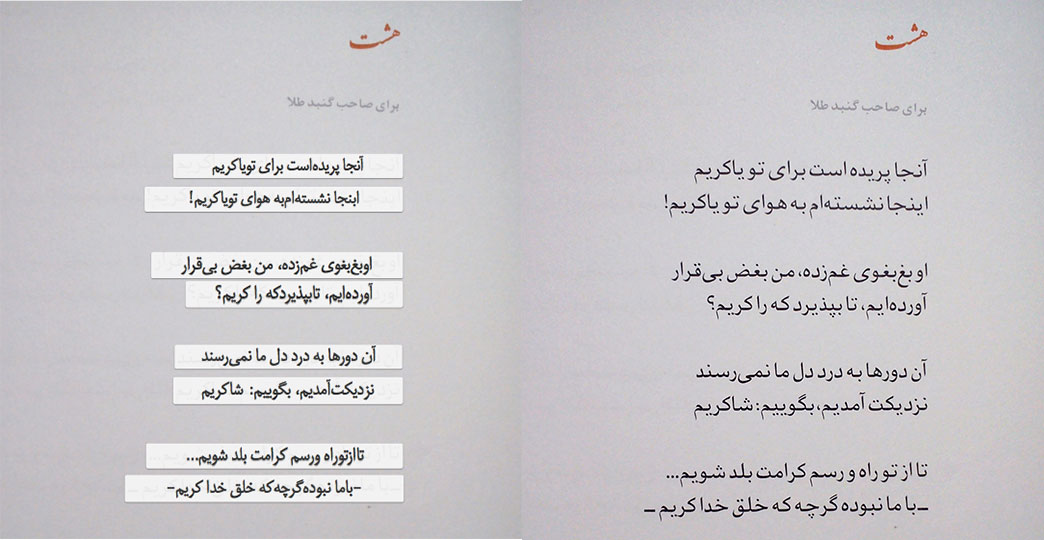 هشت
برای صاحب گنبد طلا
آنجا پریده است برای تو یاکریم
اینجا نشسته‌ام به هوای تو یاکریم!
او بغ‌بغوی غم‌زده، من بغض بی‌قرار
آورده‌ایم، تا بپذیرد که را کریم؟
آن دورها به درد دل ما نمی‌رسند
نزدیکت آمدیم، بگوییم: شاکریم
تا از تو راه و رسم کرامت بلد شویم...
ـ با ما نبوده گرچه که خلق خدا کریم ـ
هشت
برای صاحب گنبد طلا
آنجا پریده‌است برای تویاکریم
ابنجا نشسته‌ام‌به هوای تویاکریم!
اوبغ‌بغوی غم‌زده، من بغض بی‌قرار
آورده‌ایم، تابپذیردکه را کریم؟
آن دورها به درد دل ما نمی‌رسند
نزدیکت‌آمدیم، بگوییم: شاکریم
تاازتوراه ورسم کرامت بلد شویم...
-باما نبوده‌گرچه‌که خلق خدا کریم-